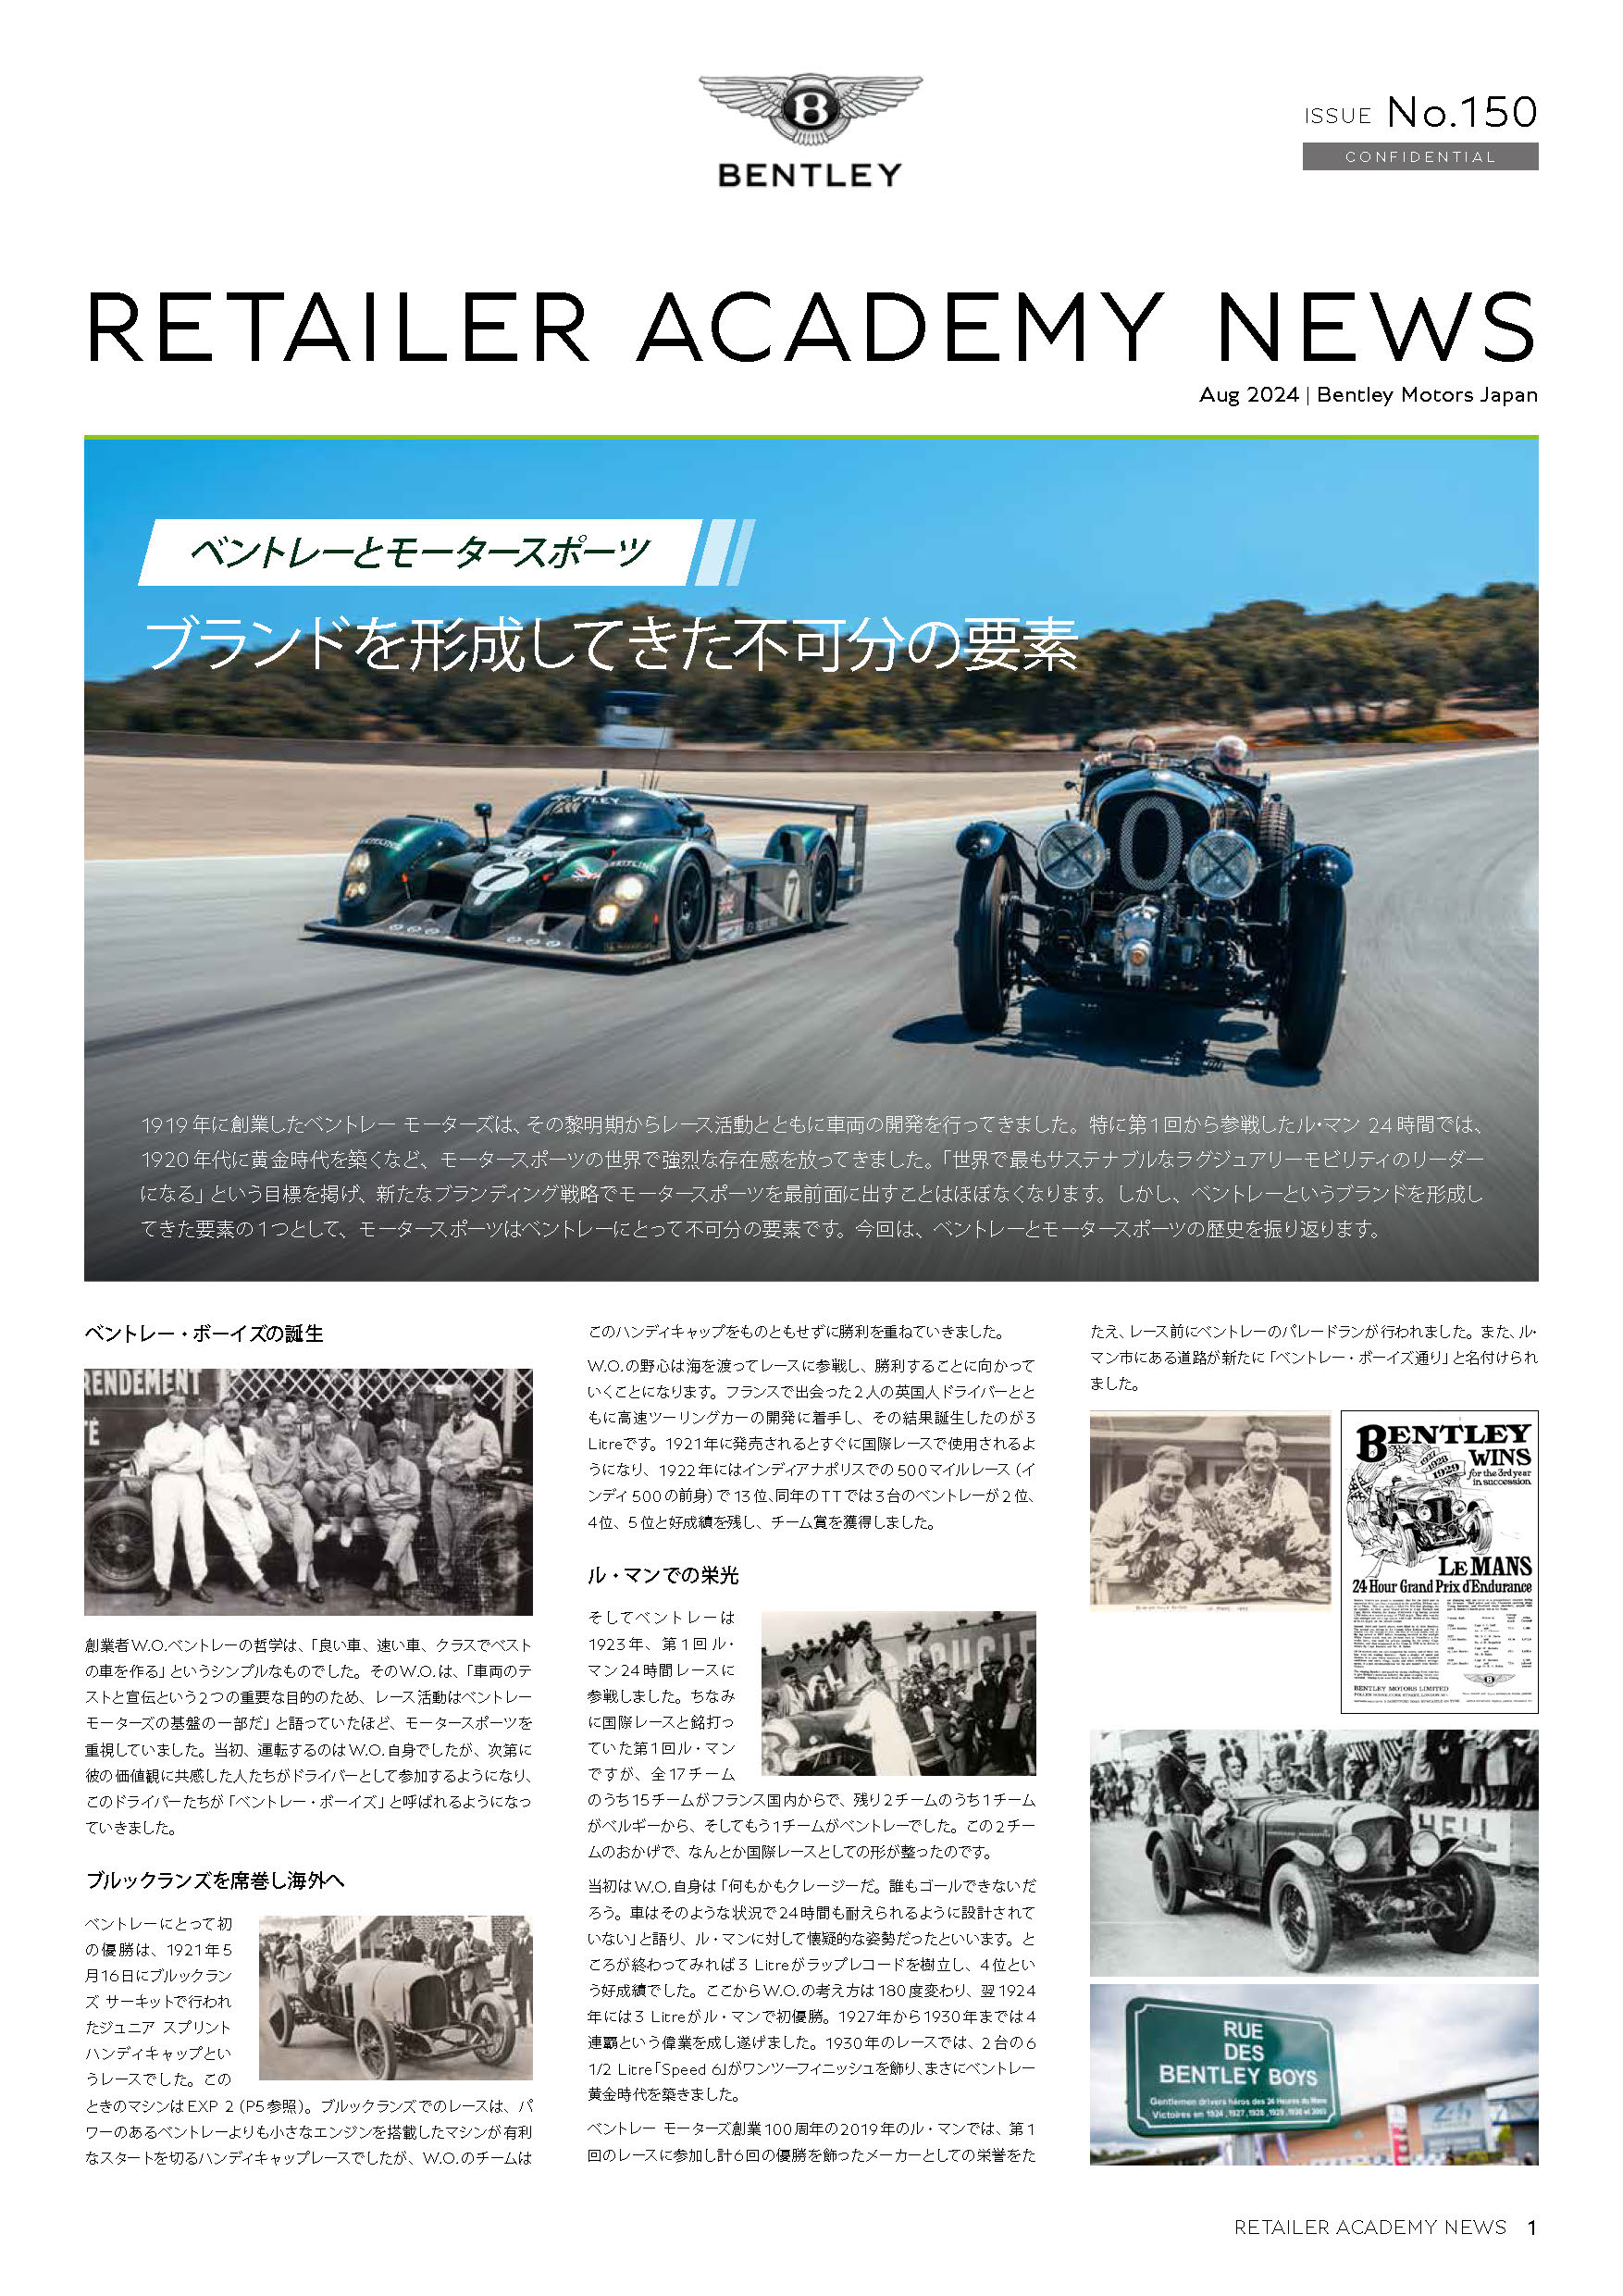 BENTLEY
ISSUE No.150
CONFIDENTIAL
RETAILER ACADEMY NEWS
Aug 2024 | Bentley Motors Japan
ベントレーとモータースポーツ
ブランドを形成してきた不可分の要素
BENTLEY
BREITLING
7
7
1919年に創業したベントレー モーターズは、その黎明期からレース活動とともに車両の開発を行ってきました。特に第1回から参戦したル・マン 24時間では、
1920年代に黄金時代を築くなど、モータースポーツの世界で強烈な存在感を放ってきました。「世界で最もサステナブルなラグジュアリーモビリティのリーダー
になる」という目標を掲げ、新たなブランディング戦略でモータースポーツを最前面に出すことはほぼなくなります。しかし、ベントレーというブランドを形成し
てきた要素の1つとして、モータースポーツはベントレーにとって不可分の要素です。今回は、ベントレーとモータースポーツの歴史を振り返ります。
ベントレー・ボーイズの誕生
RENDEMENT
創業者W.O.ベントレーの哲学は、「良い車、速い車、クラスでベスト
の車を作る」というシンプルなものでした。そのW.O.は、「車両のテ
ストと宣伝という2つの重要な目的のため、レース活動はベントレー
モーターズの基盤の一部だ」と語っていたほど、モータースポーツを
重視していました。当初、運転するのはW.O.自身でしたが、次第に
彼の価値観に共感した人たちがドライバーとして参加するようになり、
このドライバーたちが「ベントレー・ボーイズ」と呼ばれるようになっ
ていきました。
ブルックランズを席巻し海外へ
ベントレーにとって初
の優勝は、1921年5
月16日にブルックラン
ズ サーキットで行われ
たジュニア スプリント
ハンディキャップとい
うレースでした。この
ときのマシンはEXP 2（P5参照）。ブルックランズでのレースは、パ
ワーのあるベントレーよりも小さなエンジンを搭載したマシンが有利
なスタートを切るハンディキャップレースでしたが、W.O.のチームは
このハンディキャップをものともせずに勝利を重ねていきました。
W.O.の野心は海を渡ってレースに参戦し、勝利することに向かって
いくことになります。フランスで出会った2人の英国人ドライバーとと
もに高速ツーリングカーの開発に着手し、その結果誕生したのが3
Litreです。1921年に発売されるとすぐに国際レースで使用されるよ
うになり、1922年にはインディアナポリスでの500マイルレース（イ
ンディ500の前身）で13位、同年のTTでは3台のベントレーが2位、
4位、5位と好成績を残し、チーム賞を獲得しました。
ル・マンでの栄光
そしてベントレーは
1923年、第1回ル・
マン24時間レースに
参戦しました。ちなみ
に国際レースと銘打っ
ていた第1回ル・マン
ですが、全17チーム
のうち15チームがフランス国内からで、残り2チームのうち1チーム
がベルギーから、そしてもう1チームがベントレーでした。この2チー
ムのおかげで、なんとか国際レースとしての形が整ったのです。
当初はW.O.自身は「何もかもクレージーだ。誰もゴールできないだ
ろう。車はそのような状況で24時間も耐えられるように設計されて
いない」と語り、ル・マンに対して懐疑的な姿勢だったといいます。と
ころが終わってみれば3 Litreがラップレコードを樹立し、4位とい
う好成績でした。ここからW.O.の考え方は180度変わり、翌1924
年には3 Litreがル・マンで初優勝。1927年から1930年までは4
連覇という偉業を成し遂げました。1930年のレースでは、2台の6
1/2 Litre「Speed 6」がワンツーフィニッシュを飾り、まさにベントレー
黄金時代を築きました。
ベントレー モーターズ創業100周年の2019年のル・マンでは、第1
回のレースに参加し計6回の優勝を飾ったメーカーとしての栄誉をた
たえ、レース前にベントレーのパレードランが行われました。また、ル・
マン市にある道路が新たに「ベントレー・ボーイズ通り」と名付けられ
ました。
BENTLEY
WINS
1927
1928
1929
for the 3rd year
in succession
LE MANS
24 Hour Grand Prix d'Endurance
BENTLEY MOTORS LIMITED
RUE
DES
BENTLEY BOYS
Gentlemen drivers héros des 24 Heures du Mans
Victoires en 1924, 1927, 1928, 1929, 1930 et 2003
RETAILER ACADEMY NEWS 1